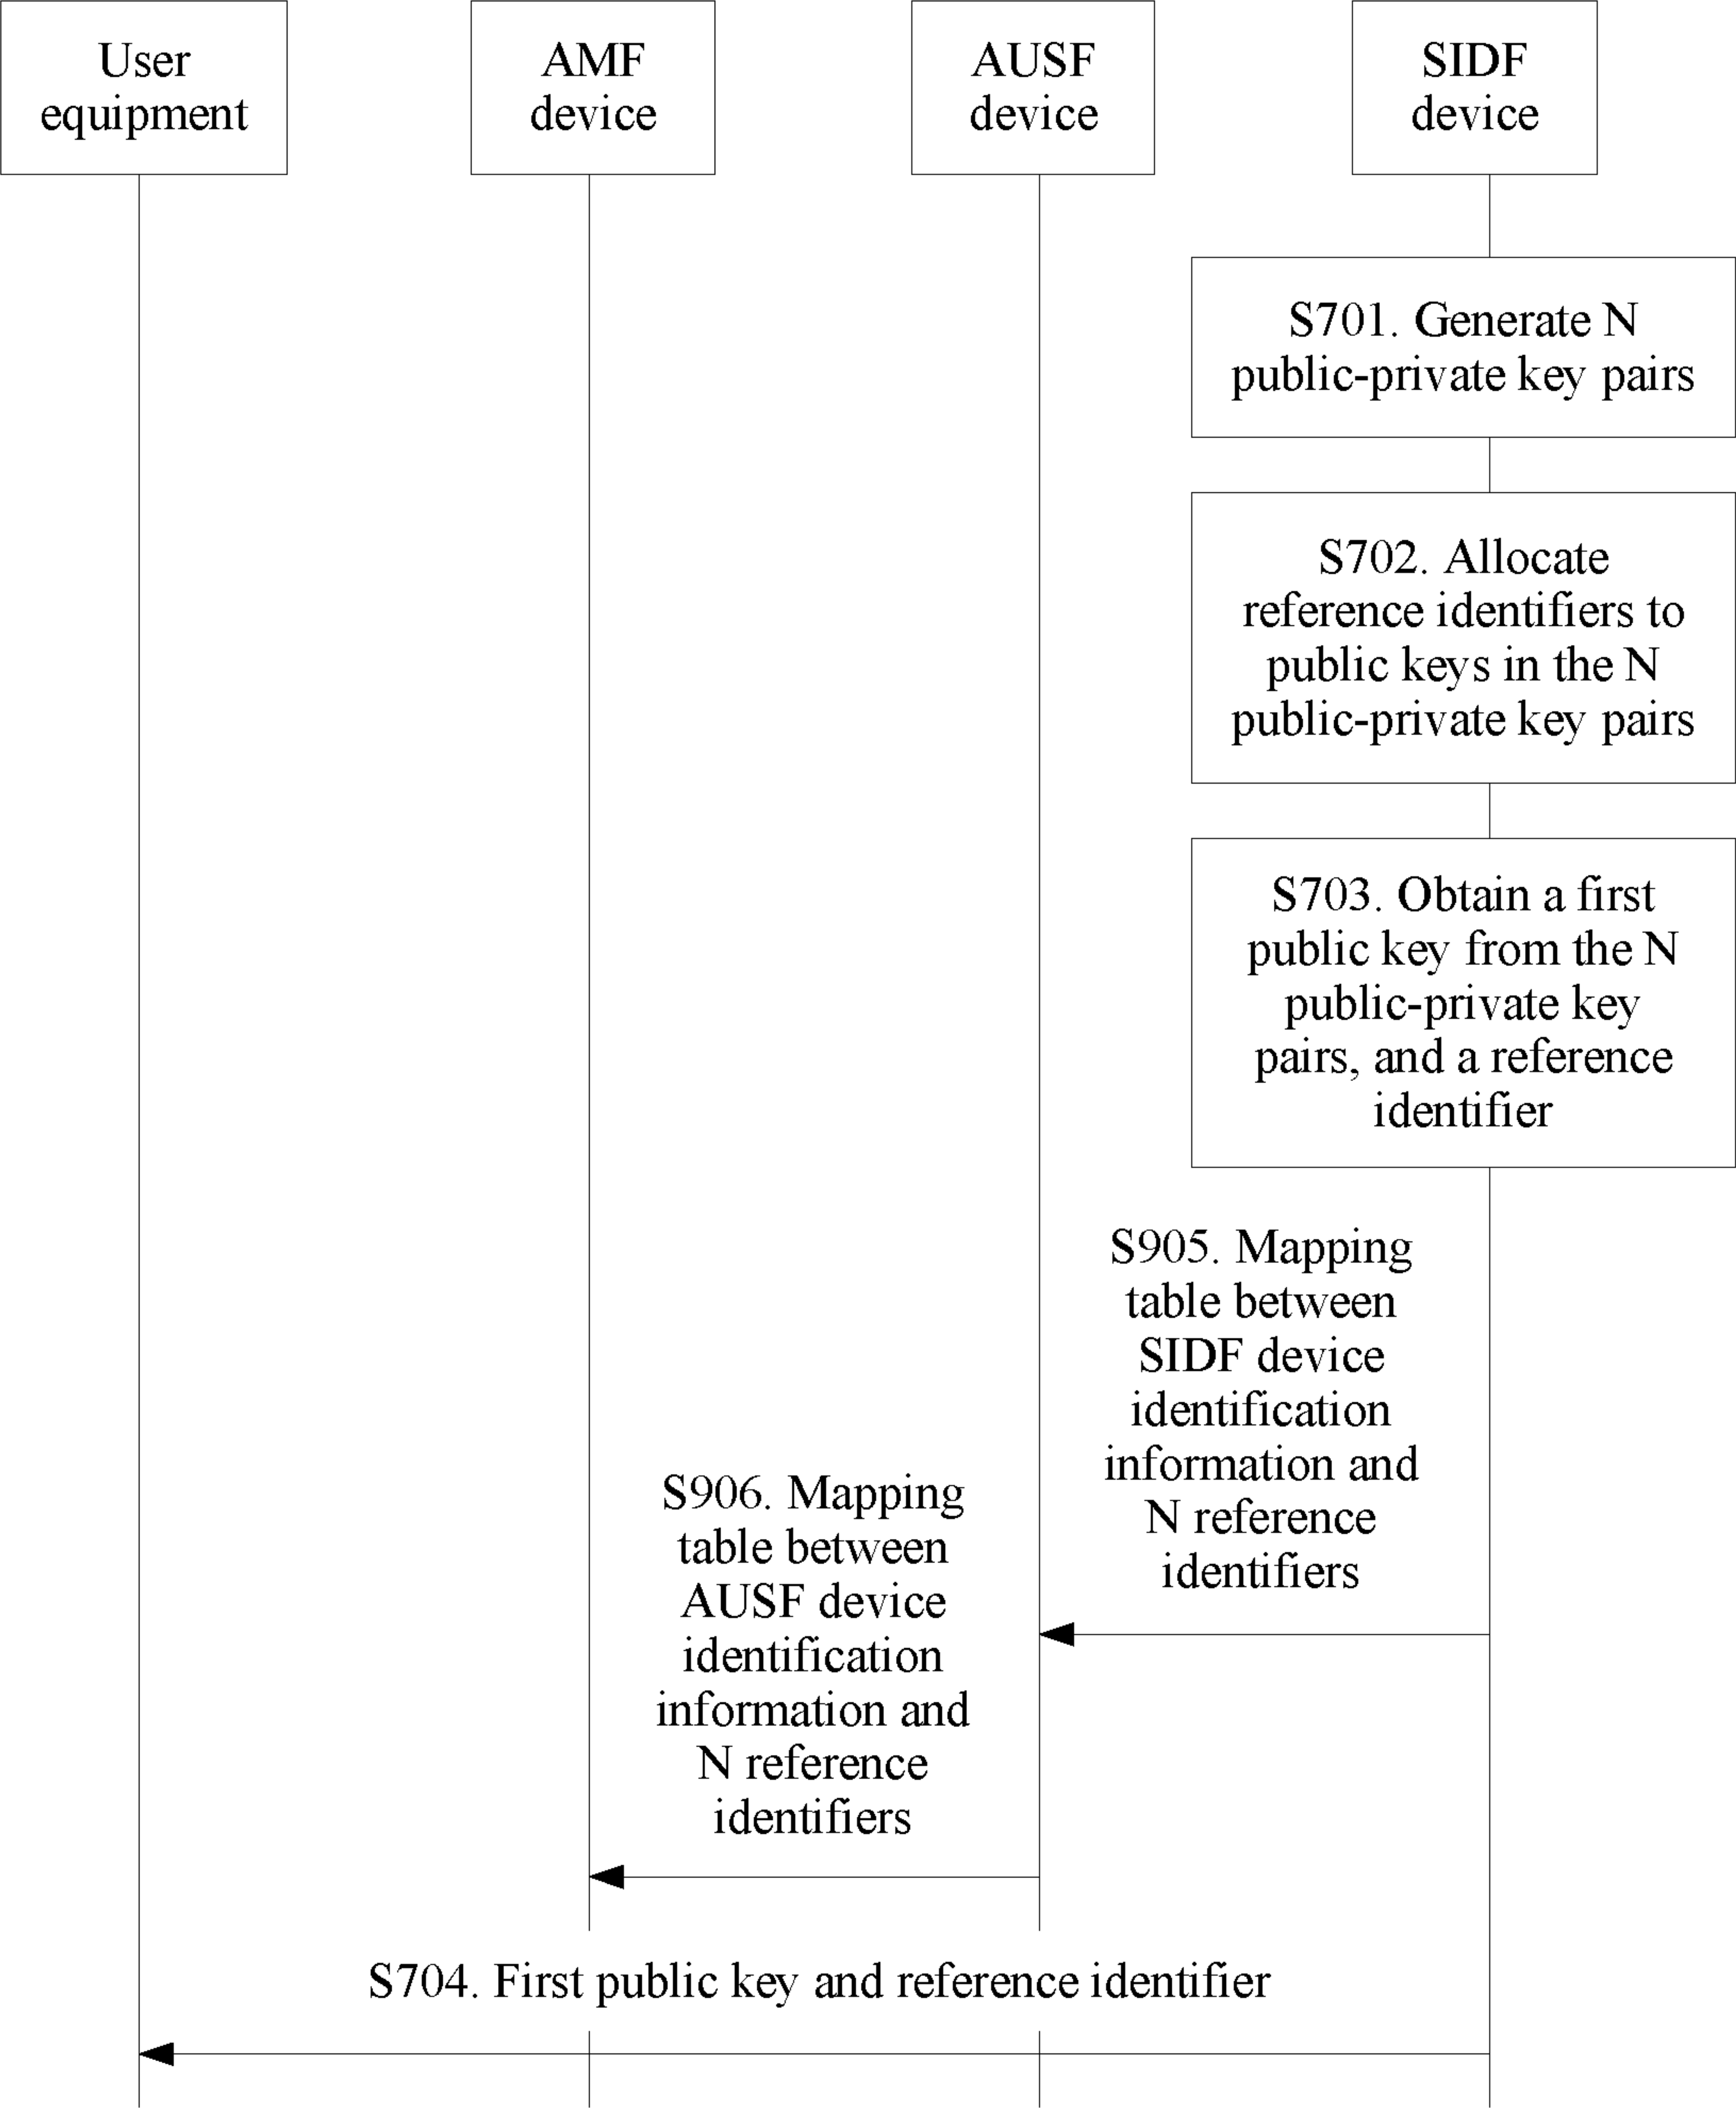 User
equipment
AMF
device
AUSF
device
SIDF
device
S701. Generate N
public-private key pairs
S702. Allocate
reference identifiers to
public keys in the N
public-private key pairs
S703. Obtain a first
public key from the N
public-private key
pairs, and a reference
identifier
S905. Mapping
table between
SIDF device
identification
information and
N reference
identifiers
S906. Mapping
table between
AUSF device
identification
information and
N reference
identifiers
S704. First public key and reference identifier